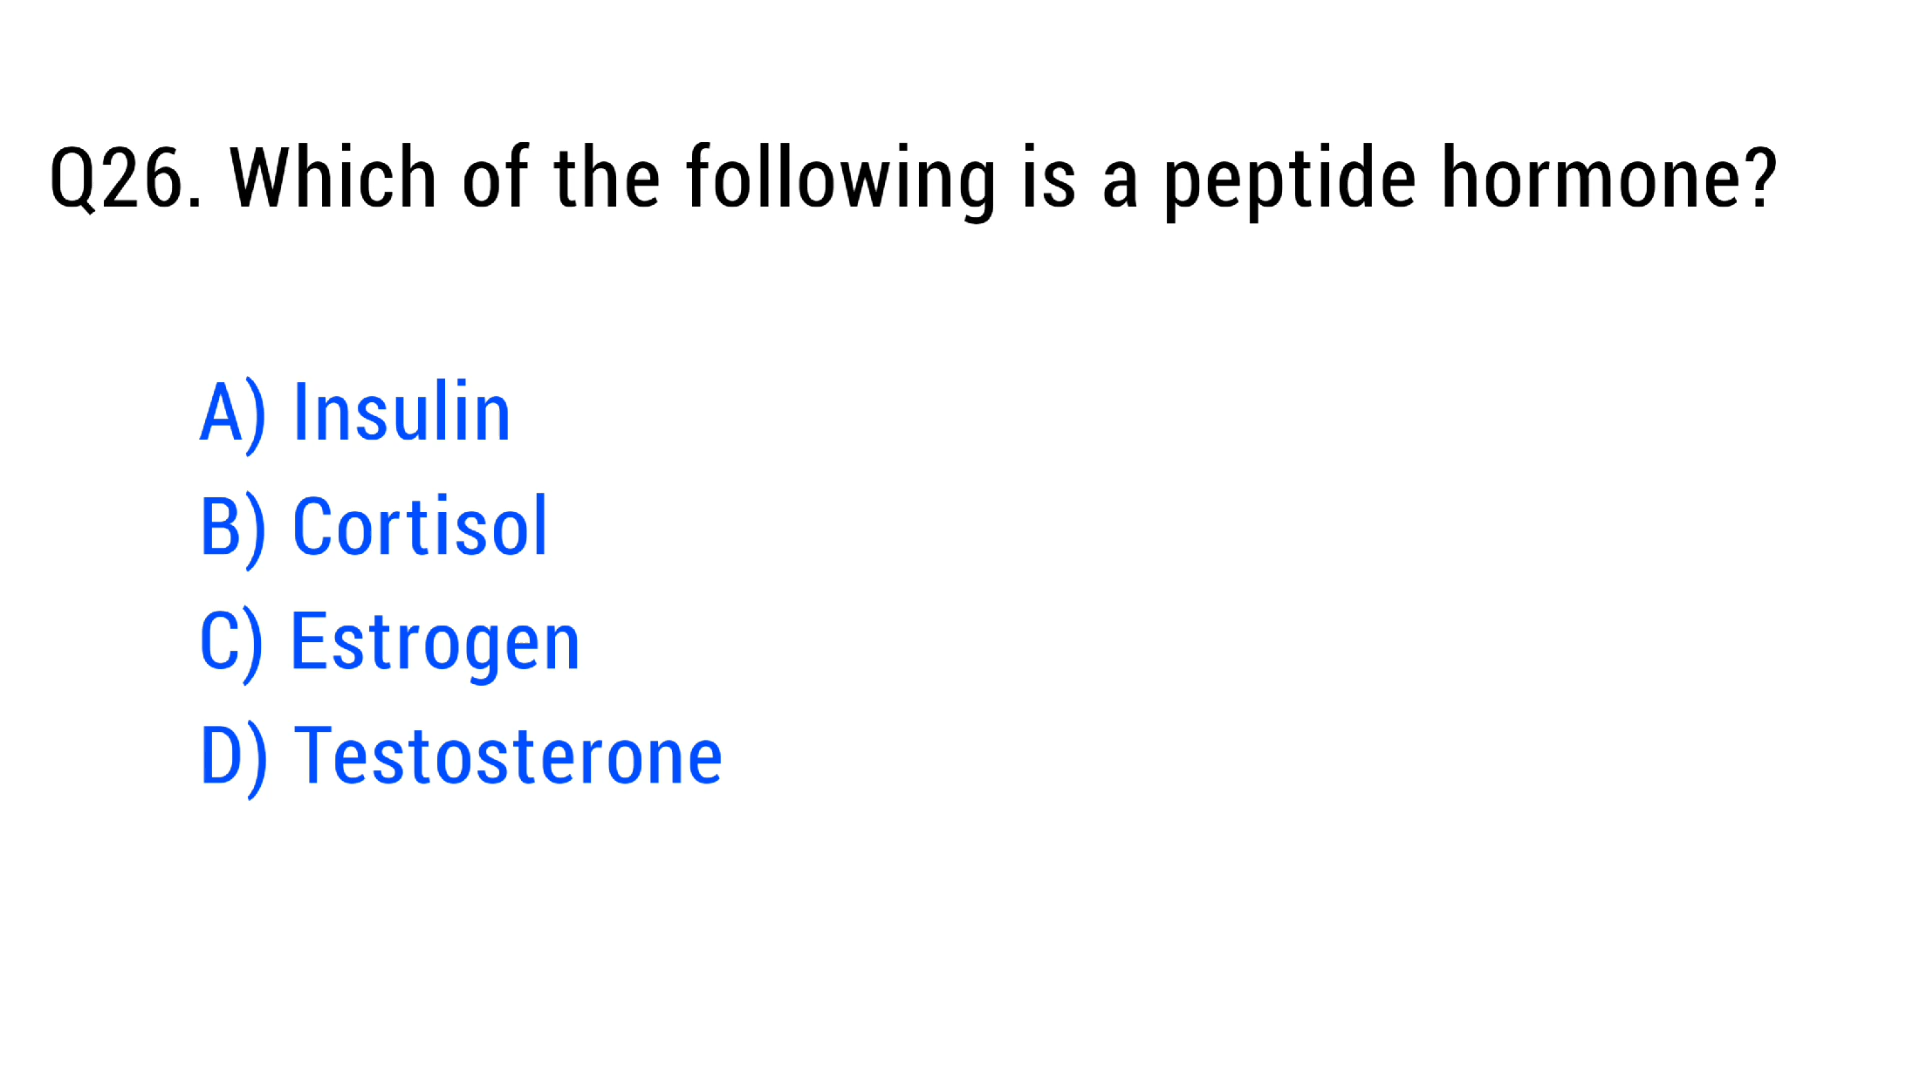 Q26. Which of the following is a peptide hormone?
A) Insulin
B) Cortisol
C) Estrogen
D) Testosterone